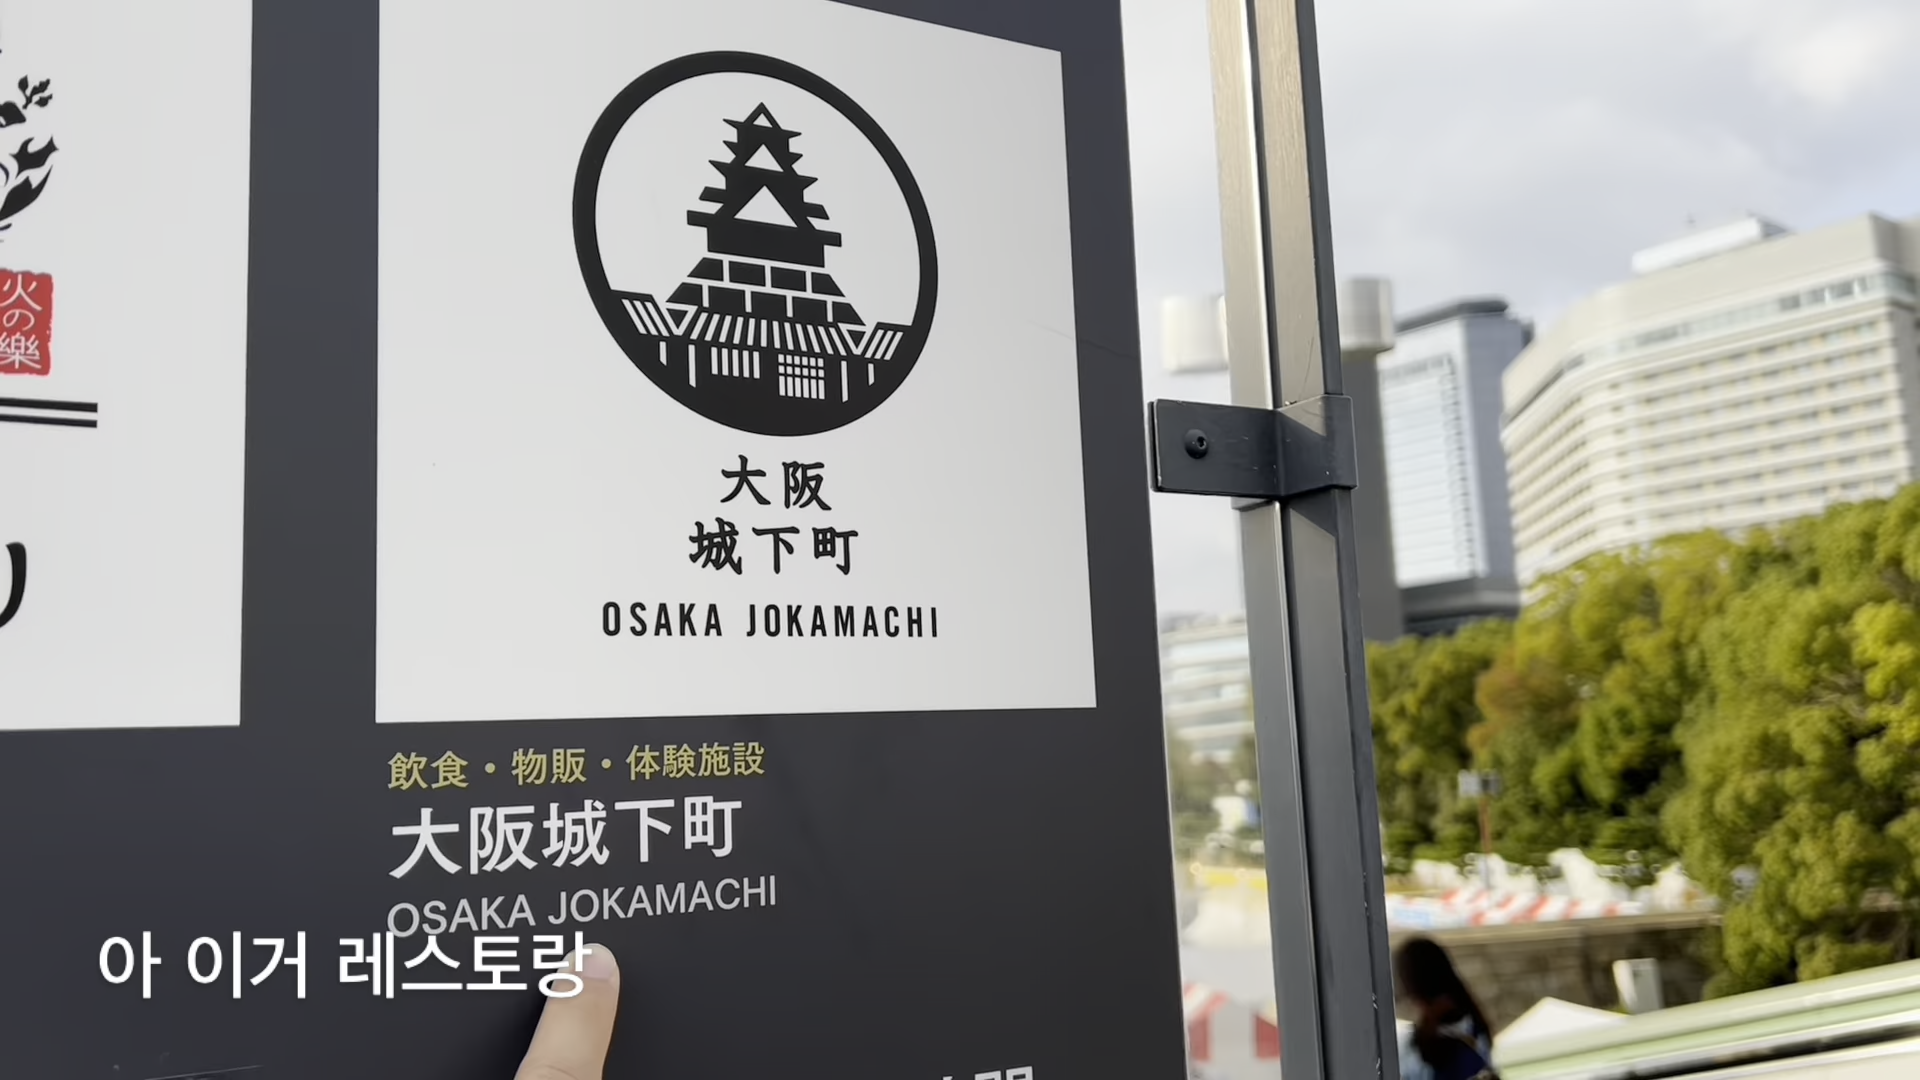 火の樂
り
大阪
城下町
OSAKA JOKAMACHI
飲食・物販・体験施設
大阪城下町
OSAKA JOKAMACHI
아 이거 레스토랑